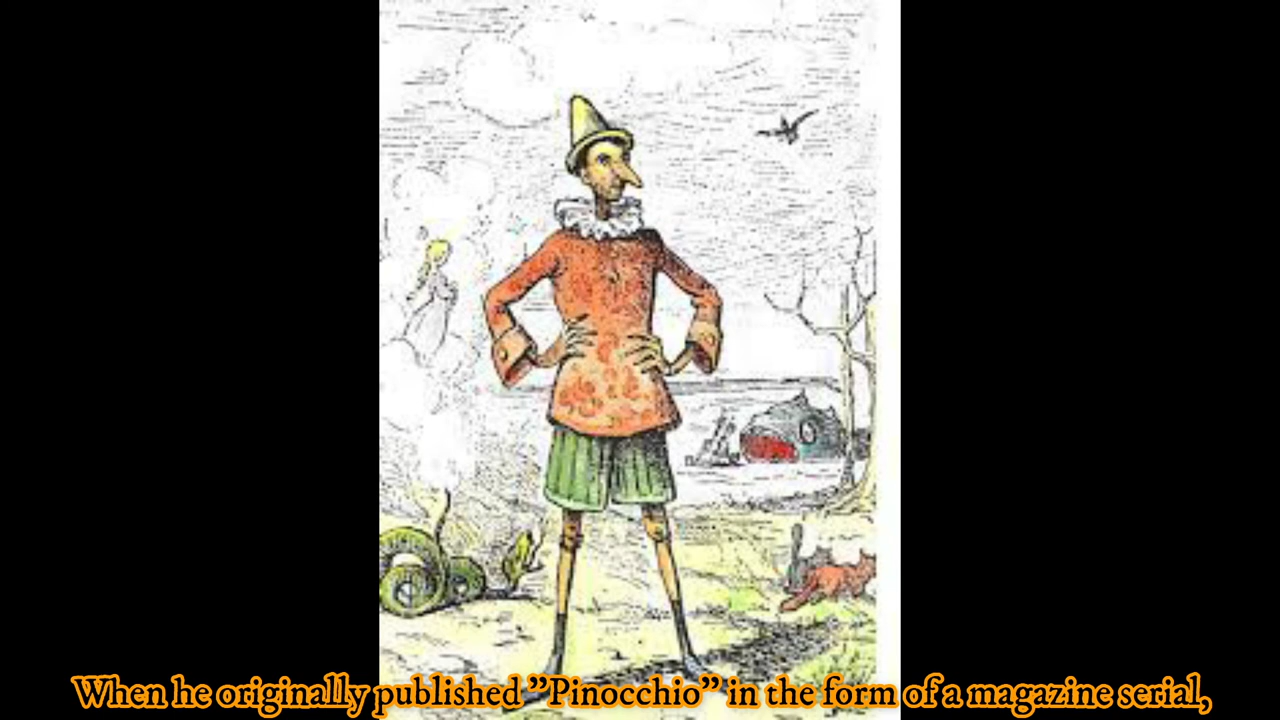 When he originally published ”Pinocchio” in the form of a magazine serial,